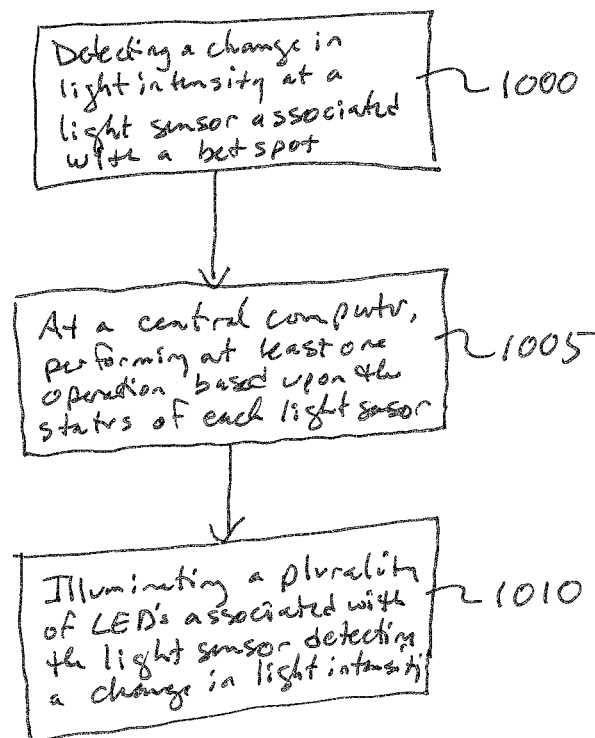 Detecting a change in
light intensity at a
light sensor associated
with a bet spot
1000
At a central computer,
performing at least one
operation based upon the
status of each light sensor
1005
Illuminating a plurality
of LED's associated with
the light sensor detecting
a change in light intensity
1010